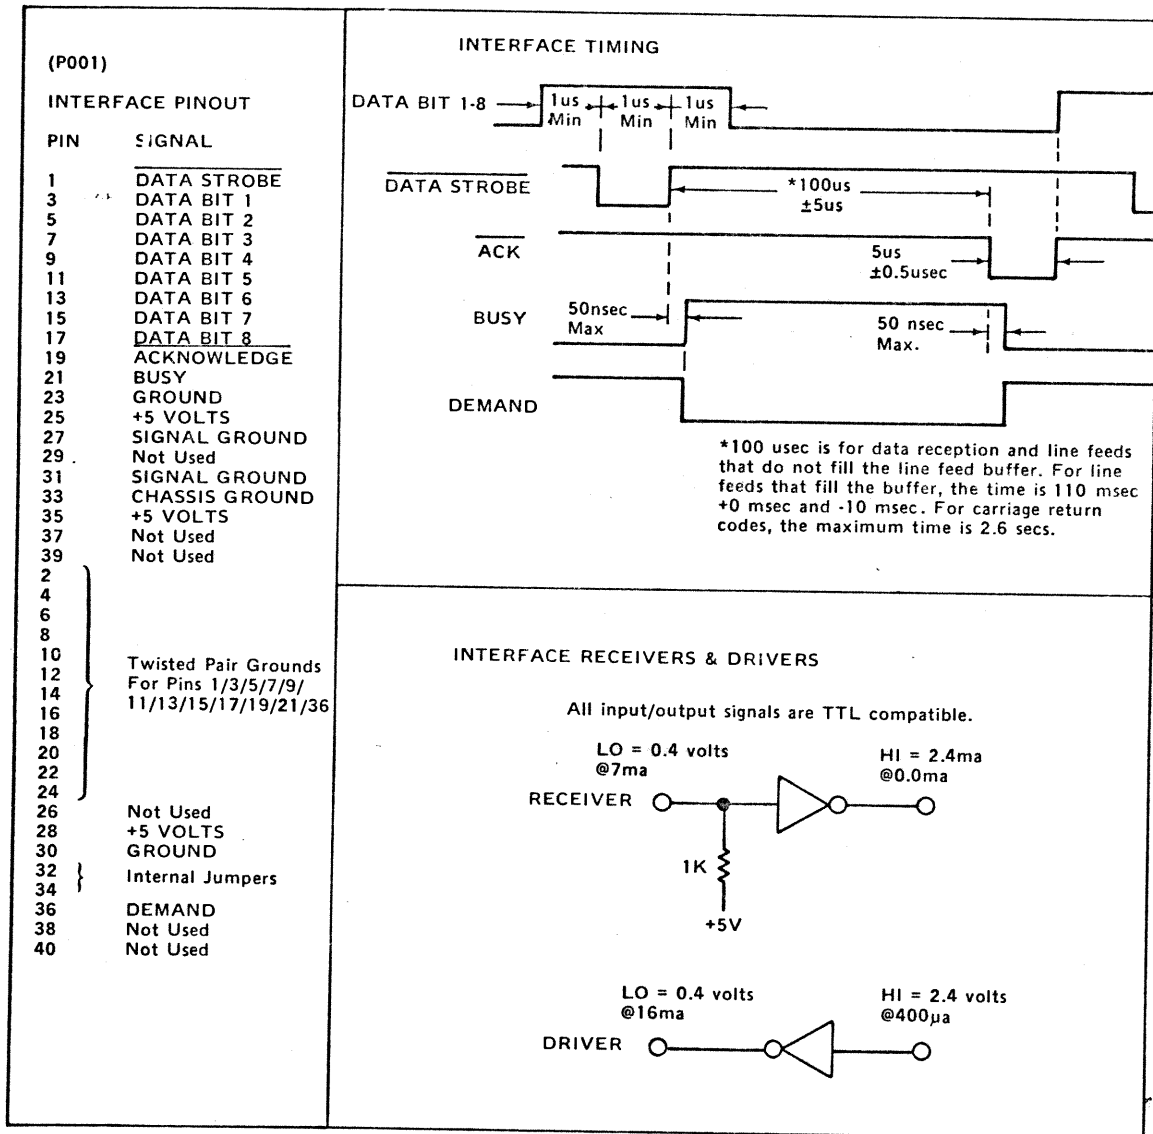 (P001)
INTERFACE PINOUT
PIN SIGNAL
1 DATA STROBE
3 DATA BIT 1
5 DATA BIT 2
7 DATA BIT 3
9 DATA BIT 4
11 DATA BIT 5
13 DATA BIT 6
15 DATA BIT 7
17 DATA BIT 8
19 ACKNOWLEDGE
21 BUSY
23 GROUND
25 +5 VOLTS
27 SIGNAL GROUND
29 Not Used
31 SIGNAL GROUND
33 CHASSIS GROUND
35 +5 VOLTS
37 Not Used
39 Not Used
2
4
6
8
10
12 Twisted Pair Grounds
14 For Pins 1/3/5/7/9/
16 11/13/15/17/19/21/36
18
20
22
24
26 Not Used
28 +5 VOLTS
30 GROUND
32 Internal Jumpers
34
36 DEMAND
38 Not Used
40 Not Used
INTERFACE TIMING
DATA BIT 1-8 1us 1us 1us
Min Min Min
DATA STROBE *100us
±5us
ACK 5us
±0.5usec
BUSY 50nsec
Max
50 nsec
Max.
DEMAND
*100 usec is for data reception and line feeds
that do not fill the line feed buffer. For line
feeds that fill the buffer, the time is 110 msec
+0 msec and -10 msec. For carriage return
codes, the maximum time is 2.6 secs.
INTERFACE RECEIVERS & DRIVERS
All input/output signals are TTL compatible.
LO = 0.4 volts HI = 2.4ma
@7ma @0.0ma
RECEIVER
1K
+5V
LO = 0.4 volts HI = 2.4 volts
@16ma @400µa
DRIVER